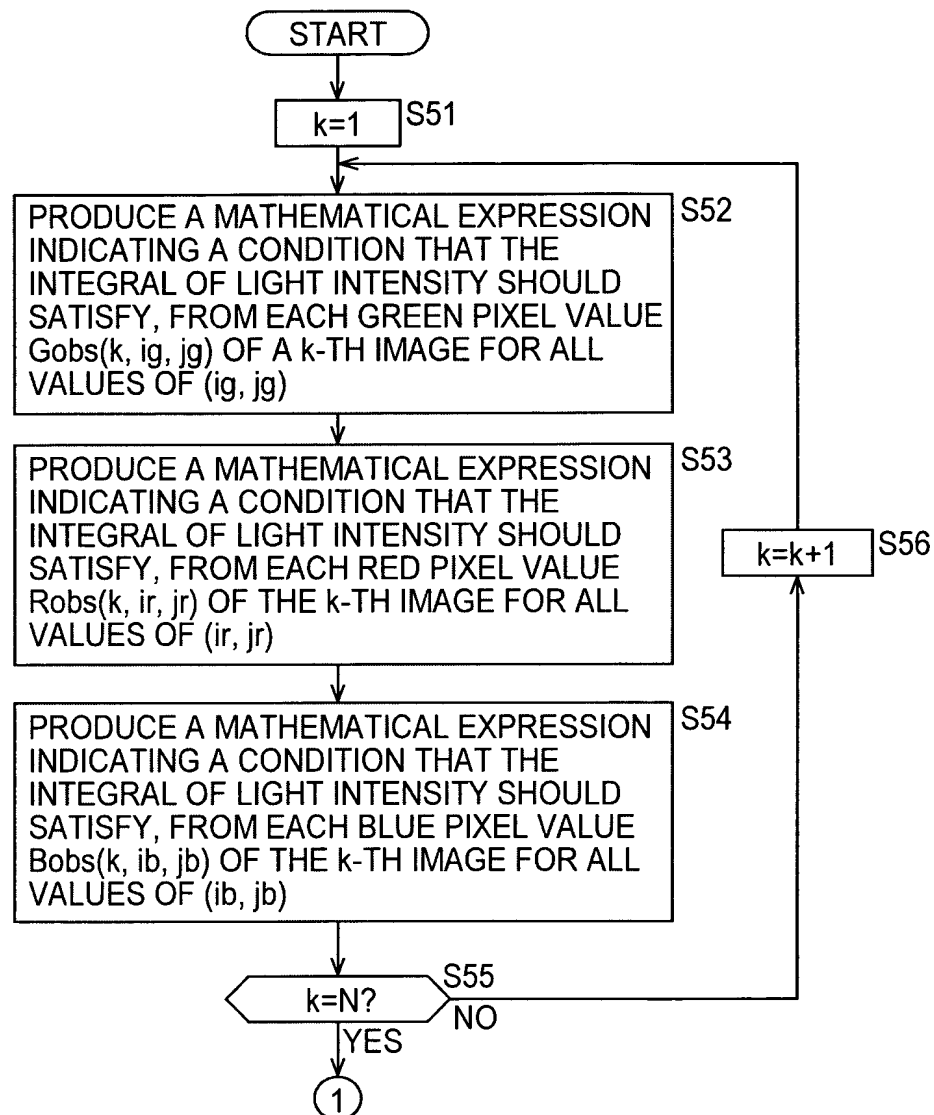 START
k=1
S51
PRODUCE A MATHEMATICAL EXPRESSION
INDICATING A CONDITION THAT THE
INTEGRAL OF LIGHT INTENSITY SHOULD
SATISFY, FROM EACH GREEN PIXEL VALUE
Gobs(k, ig, jg) OF A k-TH IMAGE FOR ALL
VALUES OF (ig, jg)
S52
PRODUCE A MATHEMATICAL EXPRESSION
INDICATING A CONDITION THAT THE
INTEGRAL OF LIGHT INTENSITY SHOULD
SATISFY, FROM EACH RED PIXEL VALUE
Robs(k, ir, jr) OF THE k-TH IMAGE FOR ALL
VALUES OF (ir, jr)
S53
k=k+1
S56
PRODUCE A MATHEMATICAL EXPRESSION
INDICATING A CONDITION THAT THE
INTEGRAL OF LIGHT INTENSITY SHOULD
SATISFY, FROM EACH BLUE PIXEL VALUE
Bobs(k, ib, jb) OF THE k-TH IMAGE FOR ALL
VALUES OF (ib, jb)
S54
k=N?
S55
NO
YES
1